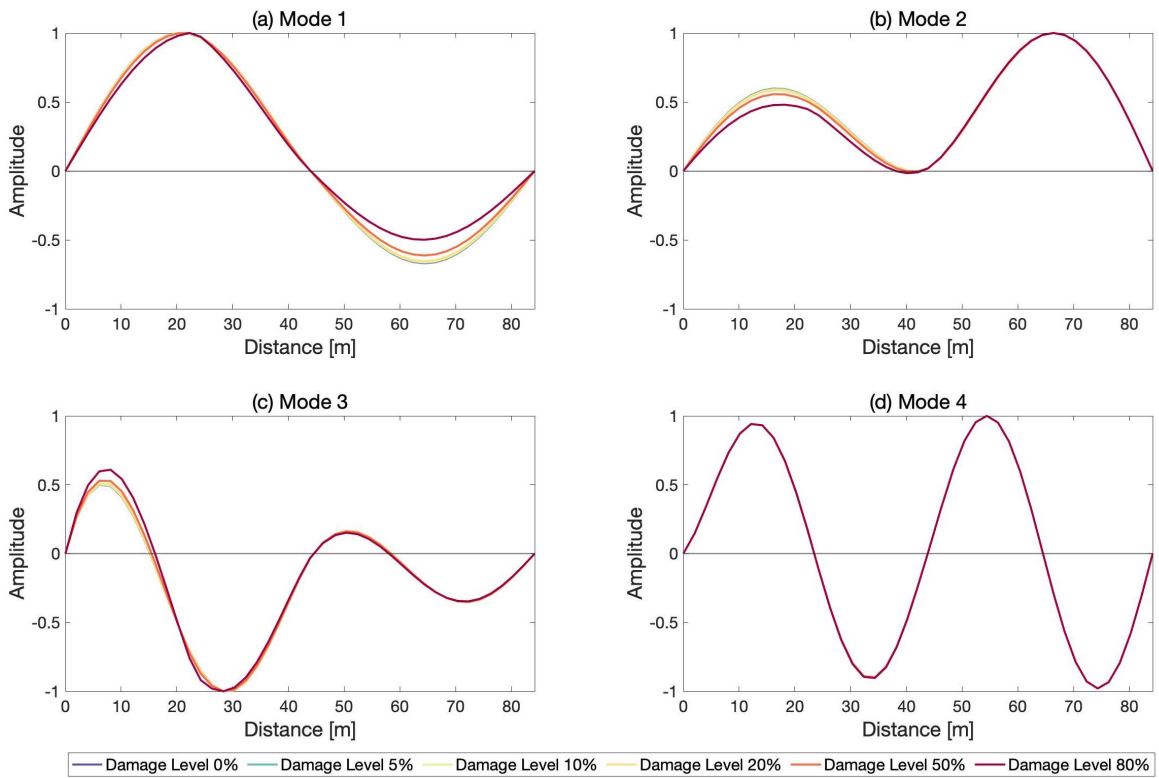 (a) Mode 1
1
0.5
0
-0.5
-1
Amplitude
0 10 20 30 40 50 60 70 80
Distance [m]
(b) Mode 2
1
0.5
0
-0.5
-1
Amplitude
0 10 20 30 40 50 60 70 80
Distance [m]
(c) Mode 3
1
0.5
0
-0.5
-1
Amplitude
0 10 20 30 40 50 60 70 80
Distance [m]
(d) Mode 4
1
0.5
0
-0.5
-1
Amplitude
0 10 20 30 40 50 60 70 80
Distance [m]
Damage Level 0% Damage Level 5% Damage Level 10% Damage Level 20% Damage Level 50% Damage Level 80%